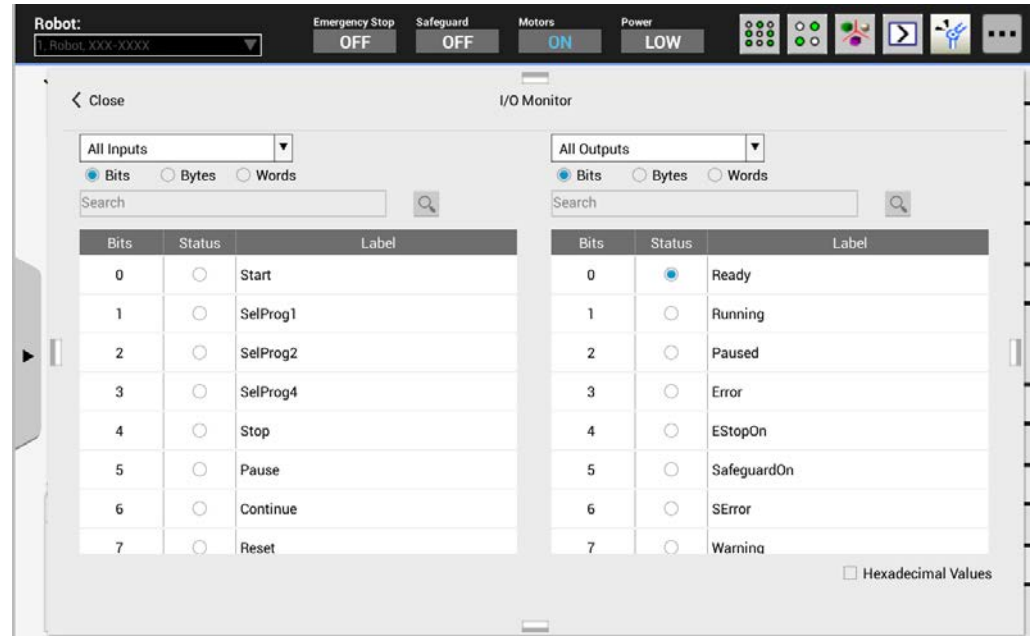 Robot:
1, Robot, XXX-XXXX
Emergency Stop Safeguard Motors Power
OFF OFF ON LOW
Close I/O Monitor
All Inputs All Outputs
Bits Bytes Words Bits Bytes Words
Search Search
Bits Status Label Bits Status Label
0 Start 0 Ready
1 SelProg1 1 Running
2 SelProg2 2 Paused
3 SelProg4 3 Error
4 Stop 4 EStopOn
5 Pause 5 SafeguardOn
6 Continue 6 SError
7 Reset 7 Warning
Hexadecimal Values